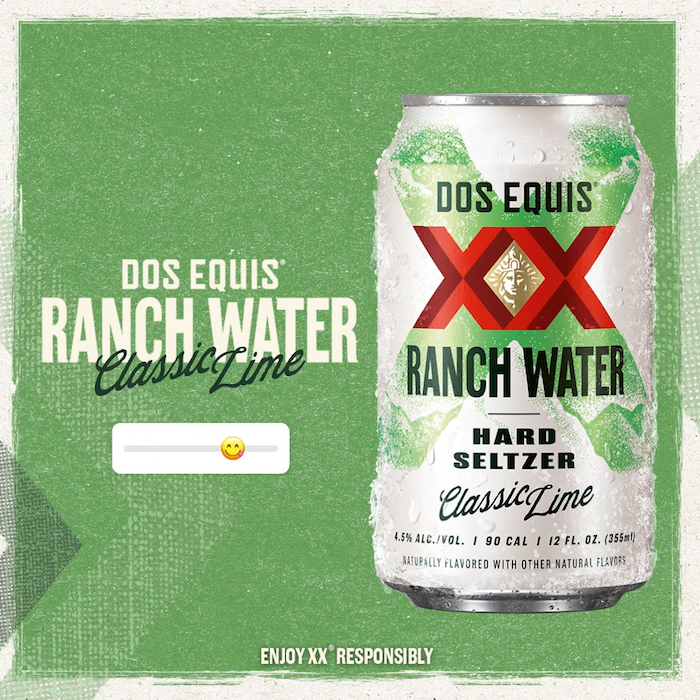 DOS EQUIS®
RANCH WATER
Classic Lime
DOS EQUIS
XX
RANCH WATER
HARD
SELTZER
Classic Lime
4.5% ALC./VOL. I 90 CAL I 12 FL. OZ. (355ml)
NATURALLY FLAVORED WITH OTHER NATURAL FLAVORS
ENJOY XX® RESPONSIBLY